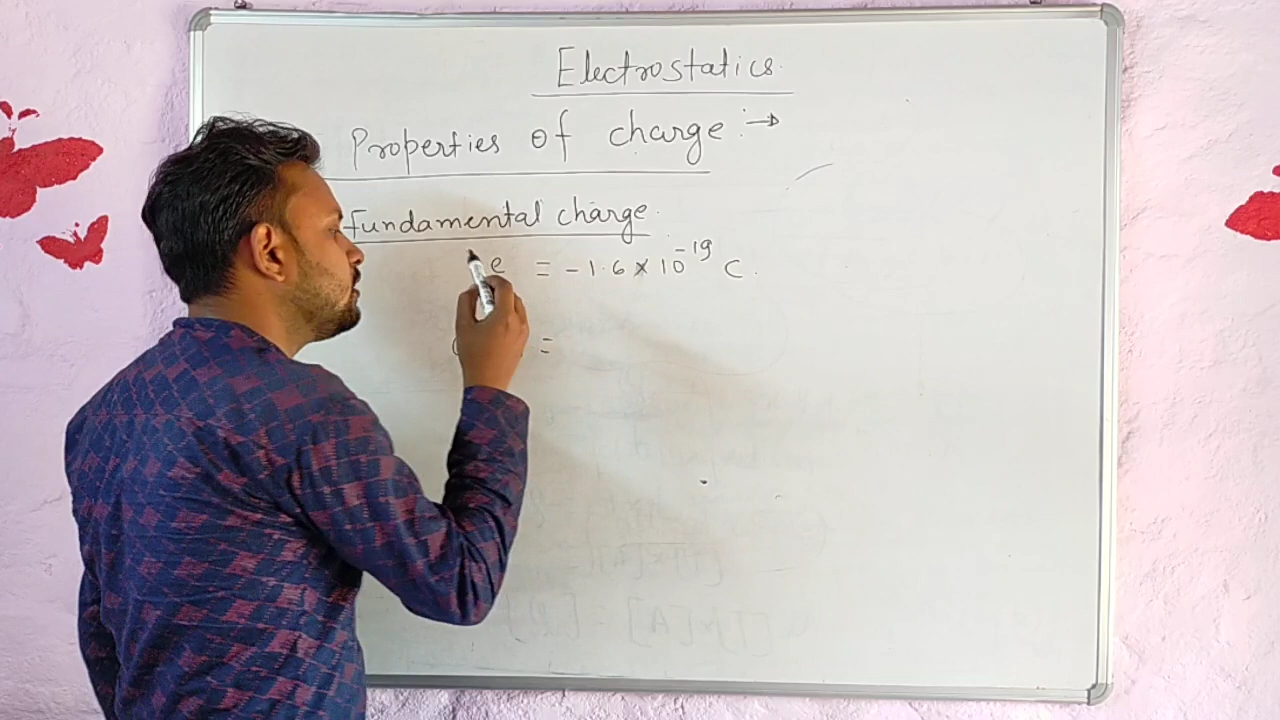 Electrostatics.
Properties of charge :→
Fundamental charge.
e = -1.6 × 10⁻¹⁹ C.
=